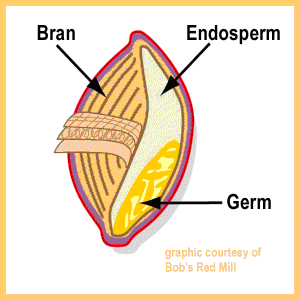 Bran
Endosperm
Germ
graphic courtesy of
Bob's Red Mill